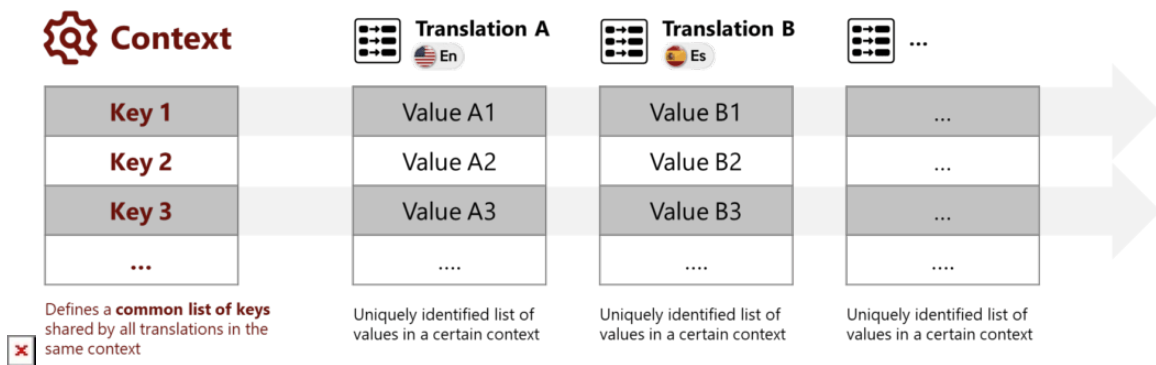 Context
Translation A
En
Translation B
Es
...
Key 1
Value A1
Value B1
...
Key 2
Value A2
Value B2
...
Key 3
Value A3
Value B3
...
...
....
....
....
Defines a common list of keys
shared by all translations in the
same context
Uniquely identified list of
values in a certain context
Uniquely identified list of
values in a certain context
Uniquely identified list of
values in a certain context